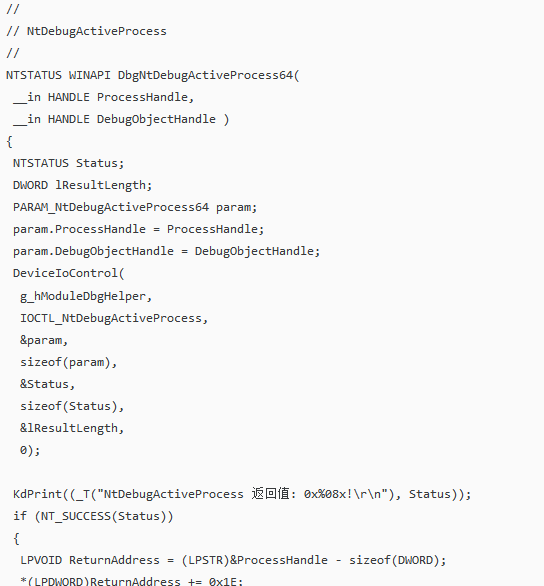 //
// NtDebugActiveProcess
//
NTSTATUS WINAPI DbgNtDebugActiveProcess64(
__in HANDLE ProcessHandle,
__in HANDLE DebugObjectHandle )
{
NTSTATUS Status;
DWORD lResultLength;
PARAM_NtDebugActiveProcess64 param;
param.ProcessHandle = ProcessHandle;
param.DebugObjectHandle = DebugObjectHandle;
DeviceIoControl(
g_hModuleDbgHelper,
IOCTL_NtDebugActiveProcess,
&param,
sizeof(param),
&Status,
sizeof(Status),
&lResultLength,
0);
KdPrint((_T("NtDebugActiveProcess 返回值: 0x%08x!\r\n"), Status));
if (NT_SUCCESS(Status))
{
LPVOID ReturnAddress = (LPSTR)&ProcessHandle - sizeof(DWORD);
*(LPDWORD)ReturnAddress += 0x1E;